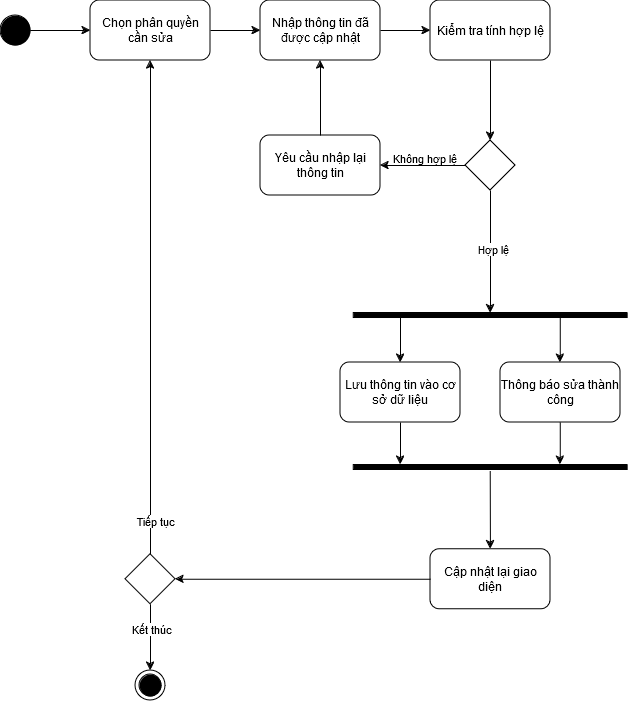 Chọn phân quyền
cần sửa
Nhập thông tin đã
được cập nhật
Kiểm tra tính hợp lệ
Yêu cầu nhập lại
thông tin
Không hợp lệ
Hợp lệ
Lưu thông tin vào cơ
sở dữ liệu
Thông báo sửa thành
công
Tiếp tục
Cập nhật lại giao
diện
Kết thúc